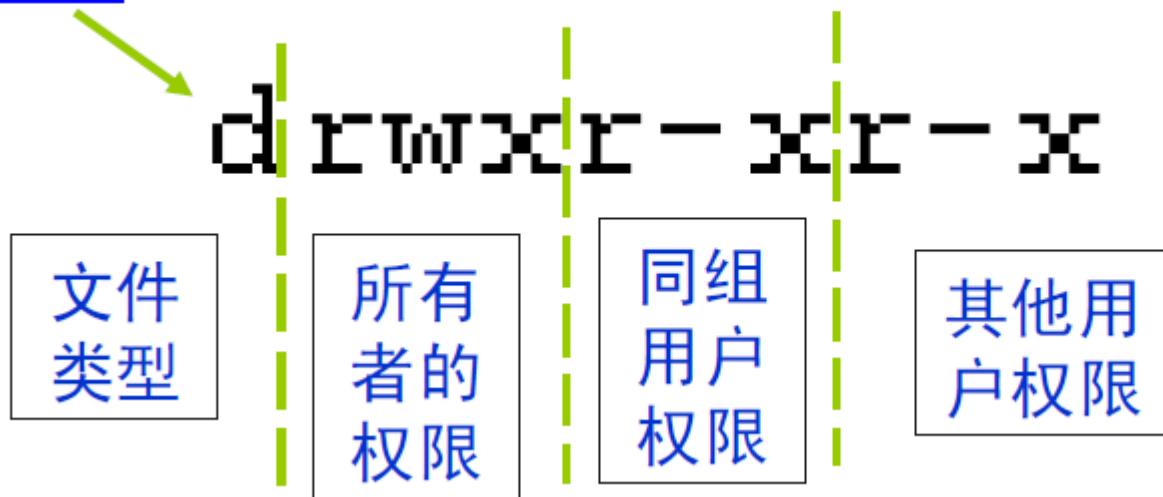 drwxr-xr-x
文件
类型
所有
者的
权限
同组
用户
权限
其他用
户权限